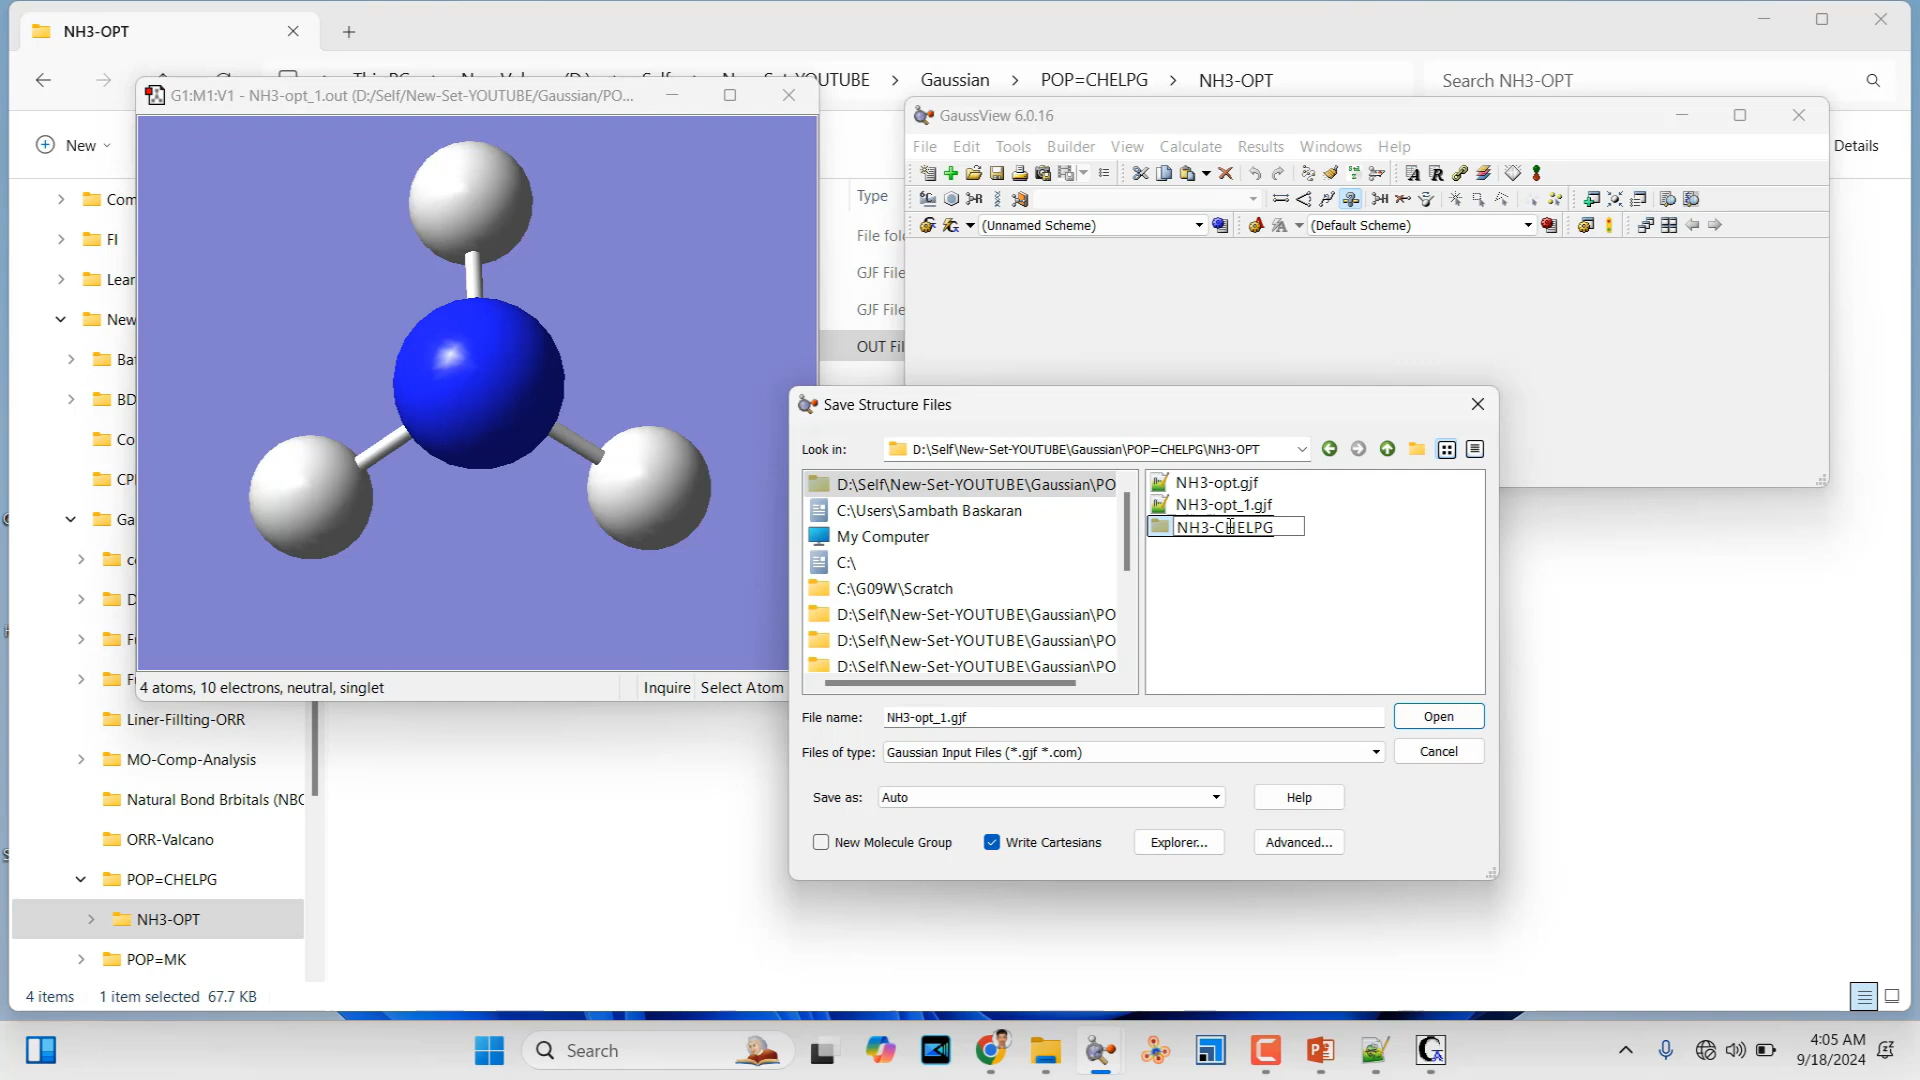 NH3-OPT
YOUTUBE > Gaussian > POP=CHELPG > NH3-OPT
Search NH3-OPT
New
Details
G1:M1:V1 - NH3-opt_1.out (D:/Self/New-Set-YOUTUBE/Gaussian/PO...
GaussView 6.0.16
File Edit Tools Builder View Calculate Results Windows Help
(Unnamed Scheme)
(Default Scheme)
Type
File fol
GJF File
GJF File
OUT Fil
Com
FI
Lear
New
Bat
BD
Co
CP
Ga
co
D
Fu
Liner-Fillting-ORR
MO-Comp-Analysis
Natural Bond Brbitals (NBC
ORR-Valcano
POP=CHELPG
NH3-OPT
POP=MK
4 items 1 item selected 67.7 KB
4 atoms, 10 electrons, neutral, singlet
Inquire Select Atom
Save Structure Files
Look in: D:\Self\New-Set-YOUTUBE\Gaussian\POP=CHELPG\NH3-OPT
D:\Self\New-Set-YOUTUBE\Gaussian\PO
C:\Users\Sambath Baskaran
My Computer
C:\
C:\G09W\Scratch
D:\Self\New-Set-YOUTUBE\Gaussian\PO
D:\Self\New-Set-YOUTUBE\Gaussian\PO
D:\Self\New-Set-YOUTUBE\Gaussian\PO
NH3-opt.gjf
NH3-opt_1.gjf
NH3-CHELPG
File name: NH3-opt_1.gjf
Open
Files of type: Gaussian Input Files (*.gjf *.com)
Cancel
Save as: Auto
Help
New Molecule Group
Write Cartesians
Explorer...
Advanced...
Search
4:05 AM
9/18/2024